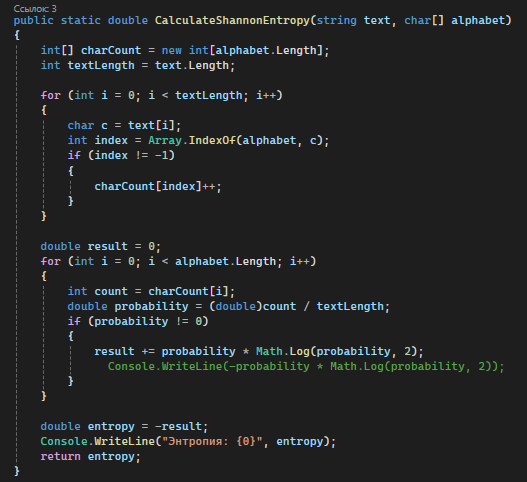 Ссылок: 3
public static double CalculateShannonEntropy(string text, char[] alphabet)
{
    int[] charCount = new int[alphabet.Length];
    int textLength = text.Length;

    for (int i = 0; i < textLength; i++)
    {
        char c = text[i];
        int index = Array.IndexOf(alphabet, c);
        if (index != -1)
        {
            charCount[index]++;
        }
    }

    double result = 0;
    for (int i = 0; i < alphabet.Length; i++)
    {
        int count = charCount[i];
        double probability = (double)count / textLength;
        if (probability != 0)
        {
            result += probability * Math.Log(probability, 2);
              Console.WriteLine(-probability * Math.Log(probability, 2));
        }
    }

    double entropy = -result;
    Console.WriteLine("Энтропия: {0}", entropy);
    return entropy;
}